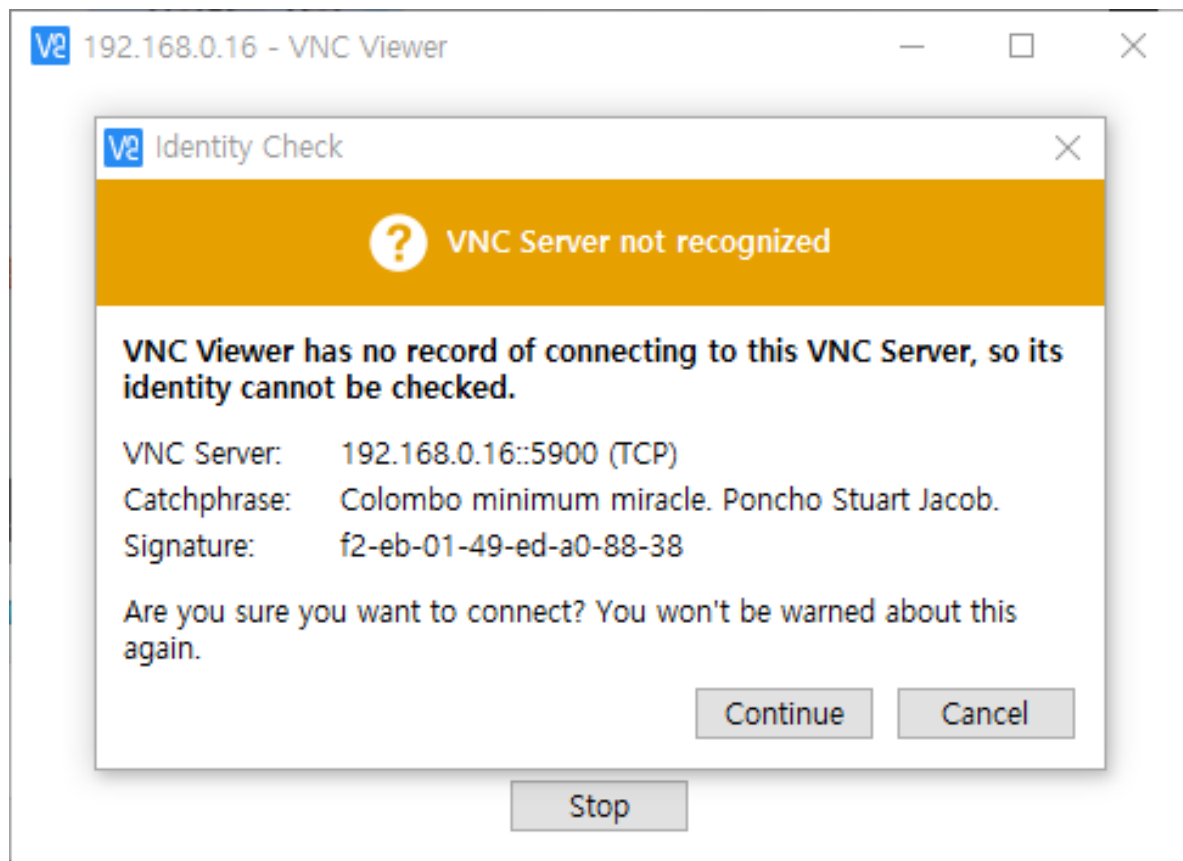 192.168.0.16 - VNC Viewer
Identity Check
VNC Server not recognized
VNC Viewer has no record of connecting to this VNC Server, so its
identity cannot be checked.
VNC Server: 192.168.0.16::5900 (TCP)
Catchphrase: Colombo minimum miracle. Poncho Stuart Jacob.
Signature: f2-eb-01-49-ed-a0-88-38
Are you sure you want to connect? You won't be warned about this
again.
Continue Cancel
Stop